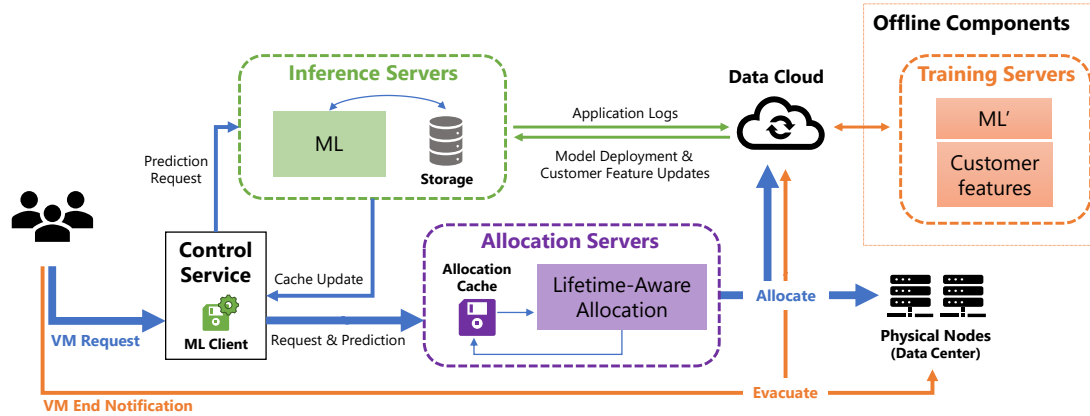 Offline Components
Inference Servers
Data Cloud
Training Servers
ML
Storage
Application Logs
Model Deployment &
Customer Feature Updates
ML'
Customer
features
Prediction
Request
Control
Service
ML Client
Cache Update
Allocation Servers
Allocation
Cache
Lifetime-Aware
Allocation
Allocate
Physical Nodes
(Data Center)
VM Request
Request & Prediction
Evacuate
VM End Notification